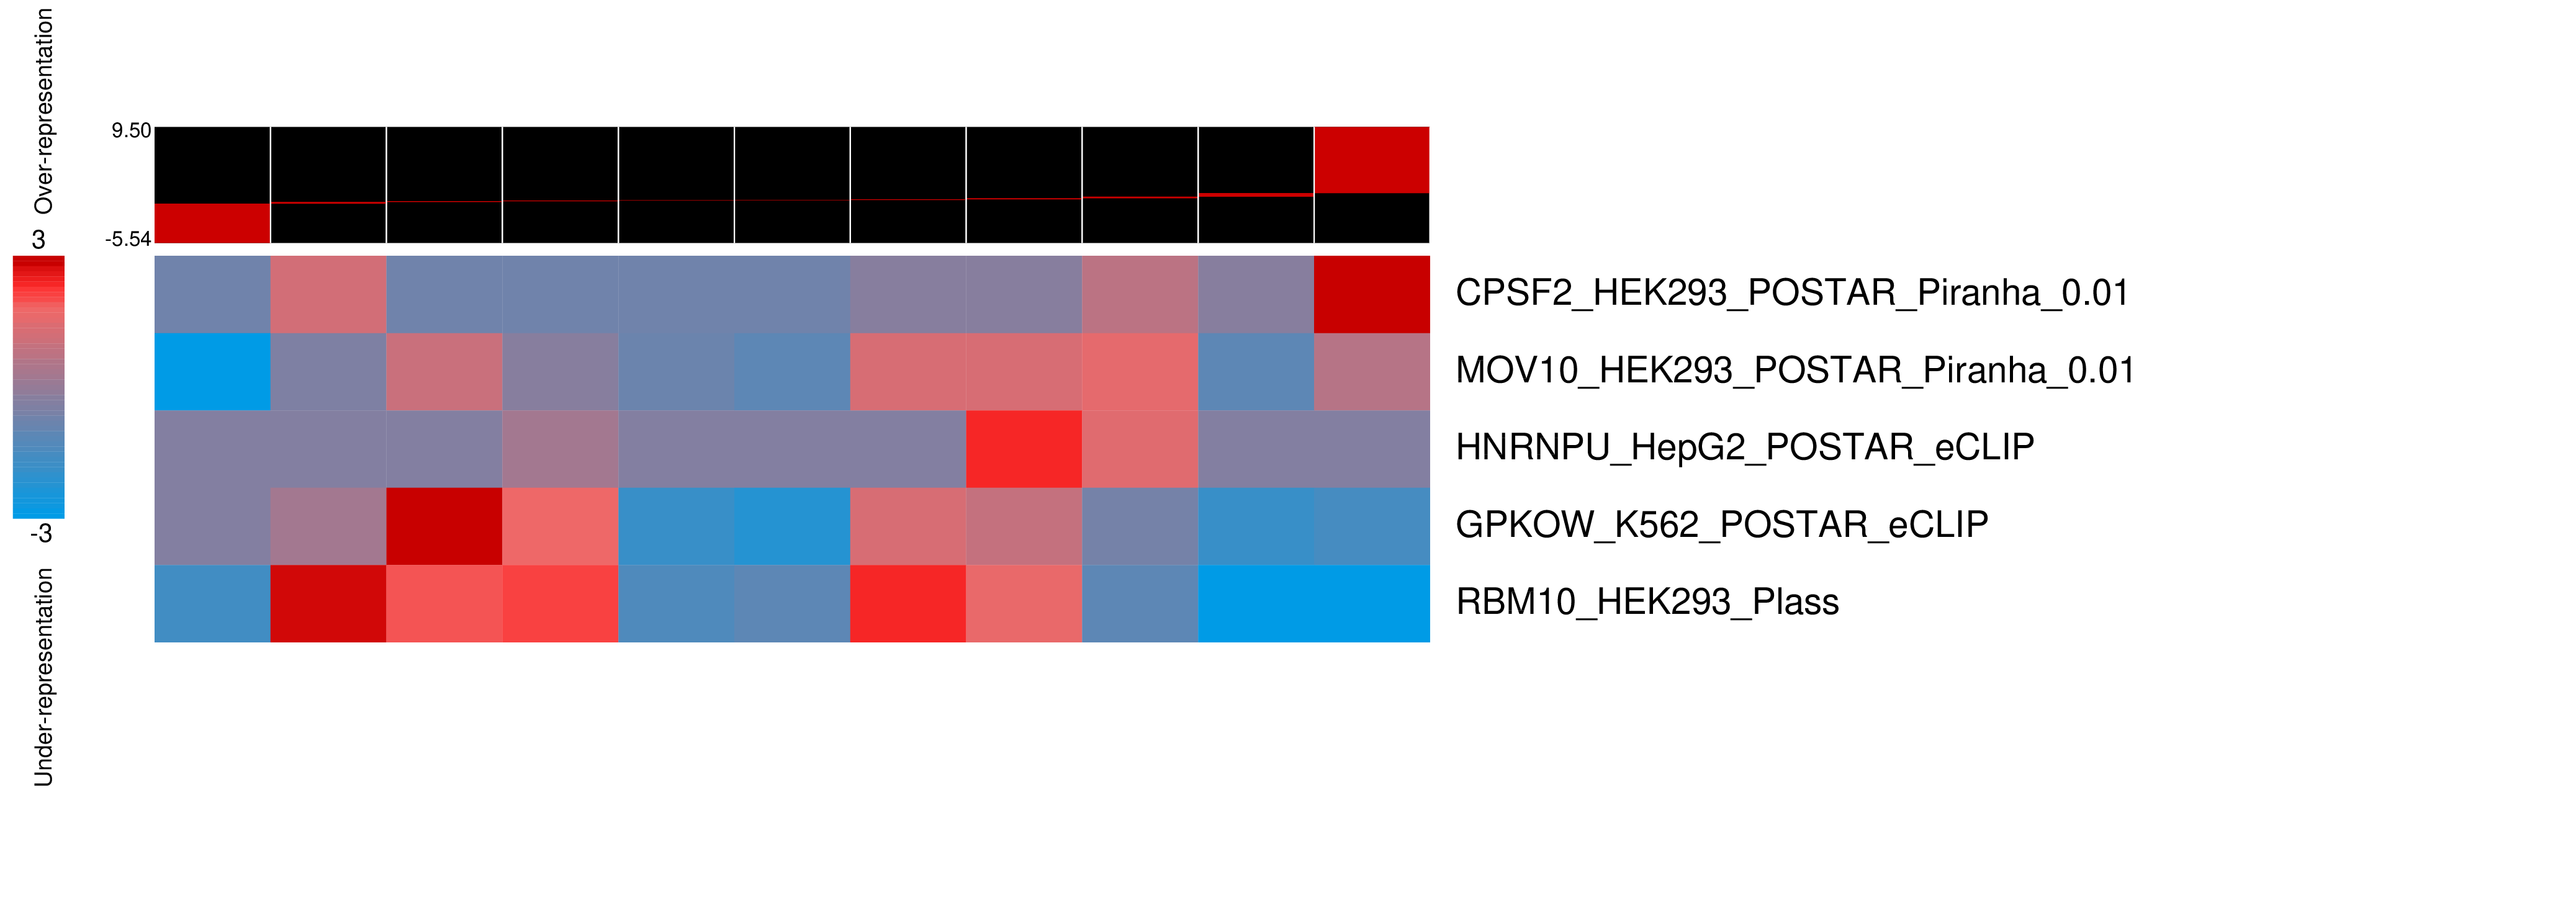 Over-representation
3
-3
Under-representation
9.50
-5.54
CPSF2_HEK293_POSTAR_Piranha_0.01
MOV10_HEK293_POSTAR_Piranha_0.01
HNRNPU_HepG2_POSTAR_eCLIP
GPKOW_K562_POSTAR_eCLIP
RBM10_HEK293_Plass